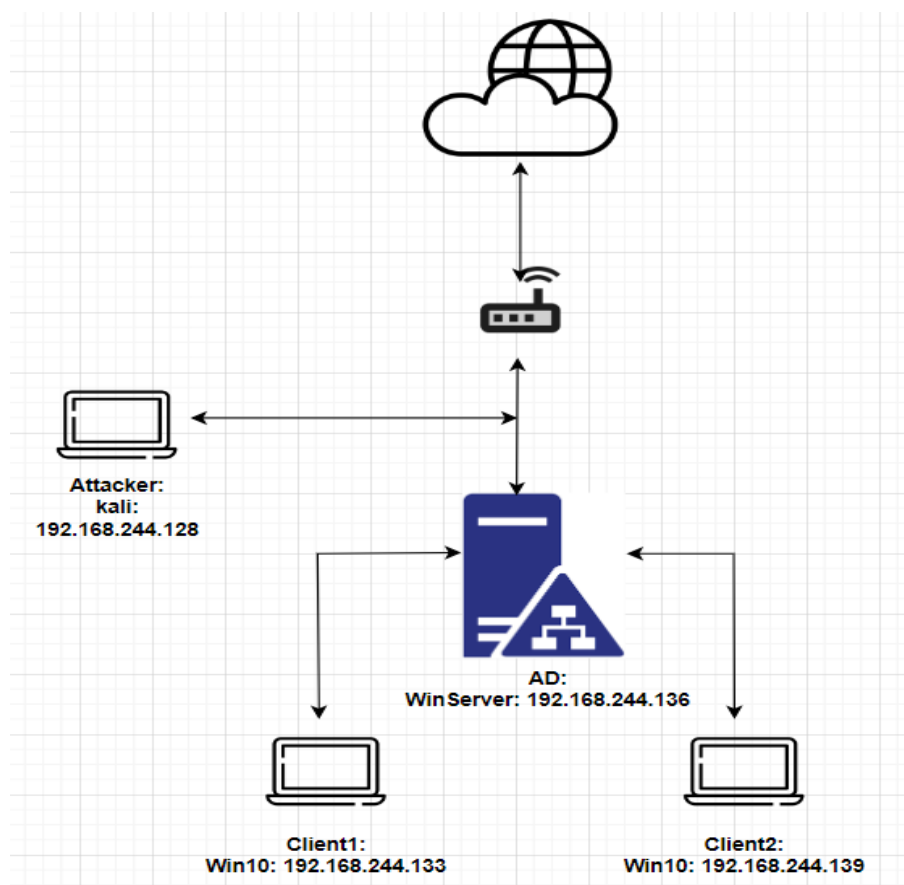 Attacker:
kali:
192.168.244.128
AD:
WinServer: 192.168.244.136
Client1:
Win10: 192.168.244.133
Client2:
Win10: 192.168.244.139